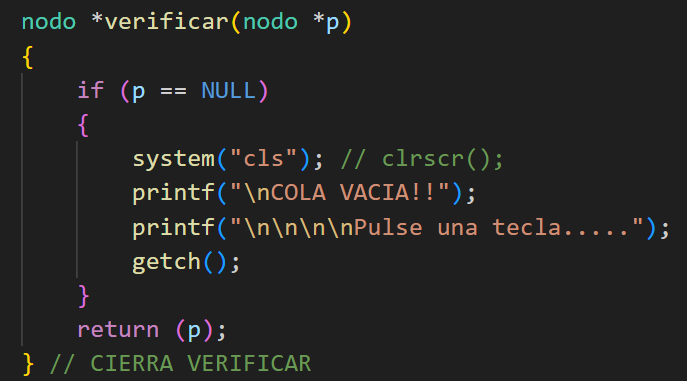 nodo *verificar(nodo *p)
{
    if (p == NULL)
    {
        system("cls"); // clrscr();
        printf("\nCOLA VACIA!!");
        printf("\n\n\n\nPulse una tecla.....");
        getch();
    }
    return (p);
} // CIERRA VERIFICAR